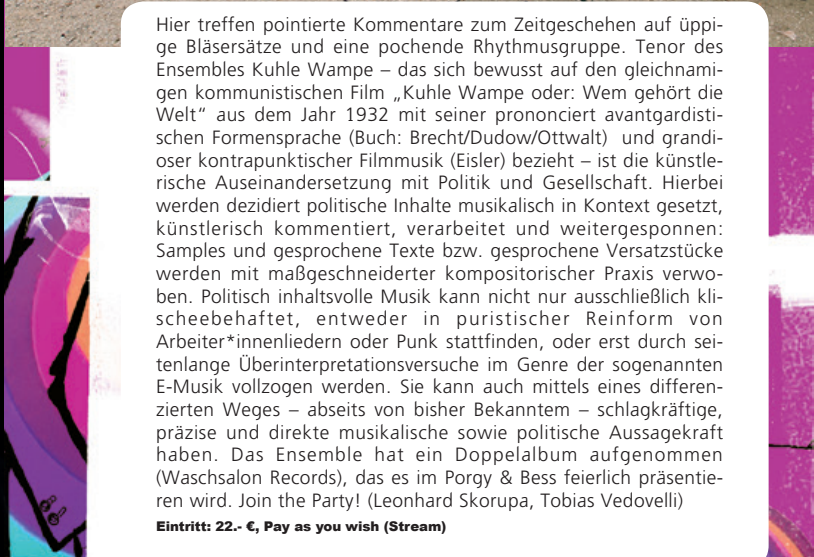 Hier treffen pointierte Kommentare zum Zeitgeschehen auf üppi-
ge Bläsersätze und eine pochende Rhythmusgruppe. Tenor des
Ensembles Kuhle Wampe – das sich bewusst auf den gleichnami-
gen kommunistischen Film „Kuhle Wampe oder: Wem gehört die
Welt“ aus dem Jahr 1932 mit seiner prononciert avantgardisti-
schen Formensprache (Buch: Brecht/Dudow/Ottwalt) und grandi-
oser kontrapunktischer Filmmusik (Eisler) bezieht – ist die künstle-
rische Auseinandersetzung mit Politik und Gesellschaft. Hierbei
werden dezidiert politische Inhalte musikalisch in Kontext gesetzt,
künstlerisch kommentiert, verarbeitet und weitergesponnen:
Samples und gesprochene Texte bzw. gesprochene Versatzstücke
werden mit maßgeschneiderter kompositorischer Praxis verwo-
ben. Politisch inhaltsvolle Musik kann nicht nur ausschließlich kli-
scheebehaftet, entweder in puristischer Reinform von
Arbeiter*innenliedern oder Punk stattfinden, oder erst durch sei-
tenlange Überinterpretationsversuche im Genre der sogenannten
E-Musik vollzogen werden. Sie kann auch mittels eines differen-
zierten Weges – abseits von bisher Bekanntem – schlagkräftige,
präzise und direkte musikalische sowie politische Aussagekraft
haben. Das Ensemble hat ein Doppelalbum aufgenommen
(Waschsalon Records), das es im Porgy & Bess feierlich präsentie-
ren wird. Join the Party! (Leonhard Skorupa, Tobias Vedovelli)
Eintritt: 22.- €, Pay as you wish (Stream)